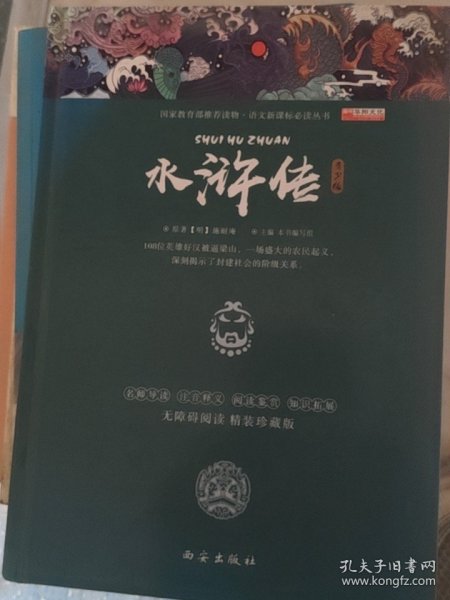 国家教育部推荐读物·语文新课标必读丛书
华阳文化
SHUI HU ZHUAN
水浒传
青少版
原著【明】施耐庵 主编 本书编写组
108位英雄好汉被逼梁山，一场盛大的农民起义，
深刻揭示了封建社会的阶级关系。
名师导读 注音释义 阅读鉴赏 知识拓展
无障碍阅读 精装珍藏版
西安出版社
孔夫子旧书网
www.kongfz.com